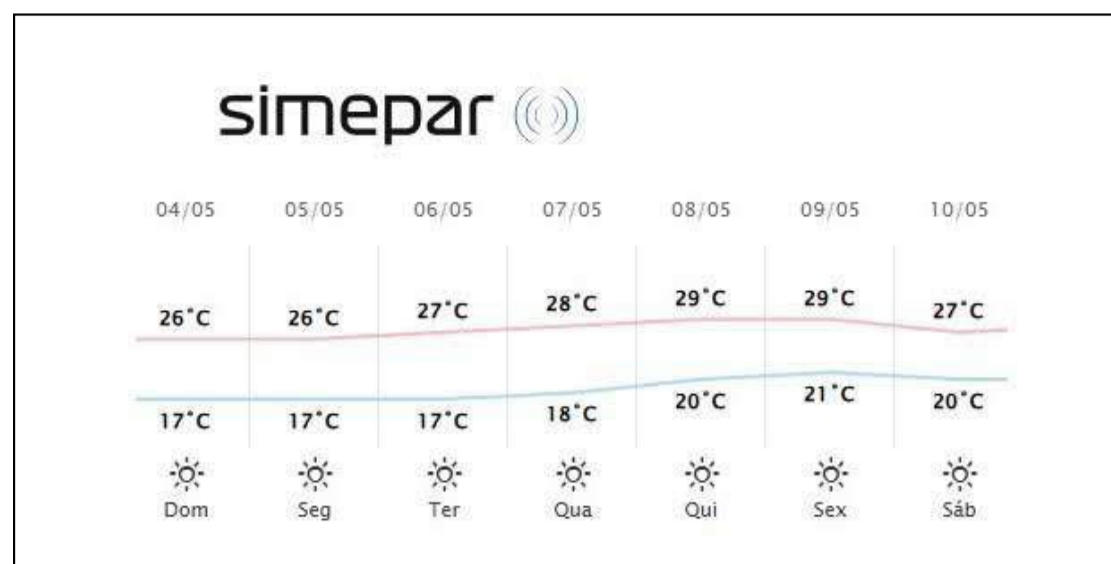 simepar
04/05 05/05 06/05 07/05 08/05 09/05 10/05
26°C 26°C 27°C 28°C 29°C 29°C 27°C
17°C 17°C 17°C 18°C 20°C 21°C 20°C
Dom Seg Ter Qua Qui Sex Sáb